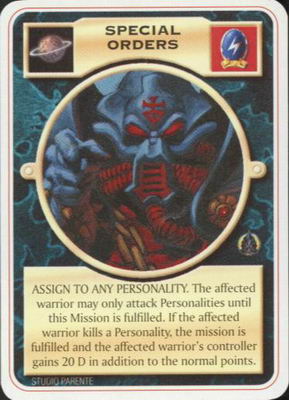 SPECIAL
ORDERS
ASSIGN TO ANY PERSONALITY. The affected
warrior may only attack Personalities until
this Mission is fulfilled. If the affected
warrior kills a Personality, the mission is
fulfilled and the affected warrior's controller
gains 20 D in addition to the normal points.
STUDIO PARENTE